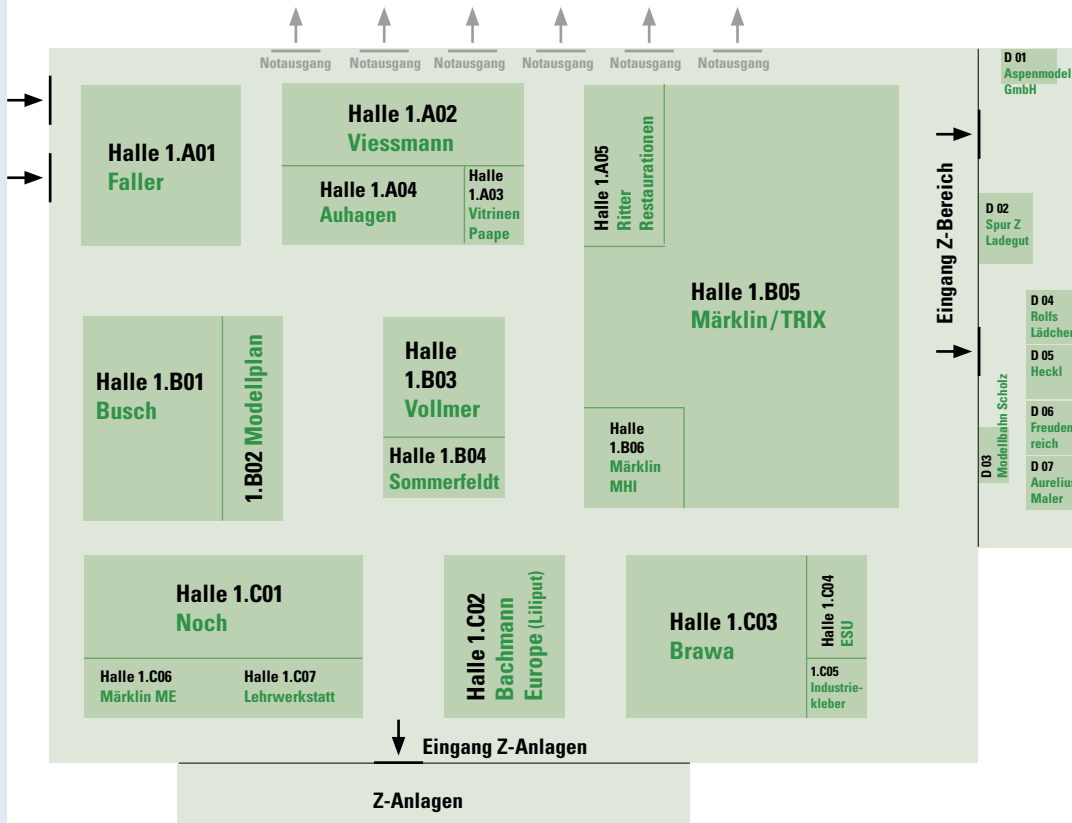 Notausgang
Notausgang
Notausgang
Notausgang
Notausgang
Notausgang
Halle 1.A01
Faller
Halle 1.A02
Viessmann
Halle 1.A04
Auhagen
Halle
1.A03
Vitrinen
Paape
Halle 1.A05
Ritter
Restaurationen
Halle 1.B05
Märklin/TRIX
Halle
1.B06
Märklin
MHI
Halle 1.B01
Busch
1.B02 Modellplan
Halle
1.B03
Vollmer
Halle 1.B04
Sommerfeldt
Halle 1.C01
Noch
Halle 1.C06
Märklin ME
Halle 1.C07
Lehrwerkstatt
Halle 1.C02
Bachmann
Europe (Liliput)
Halle 1.C03
Brawa
Halle 1.C04
ESU
1.C05
Industrie-
kleber
Eingang Z-Bereich
D 01
Aspenmodel
GmbH
D 02
Spur Z
Ladegut
D 03
Modellbahn Scholz
D 04
Rolfs
Lädchen
D 05
Heckl
D 06
Freuden
reich
D 07
Aurelius
Maler
Eingang Z-Anlagen
Z-Anlagen